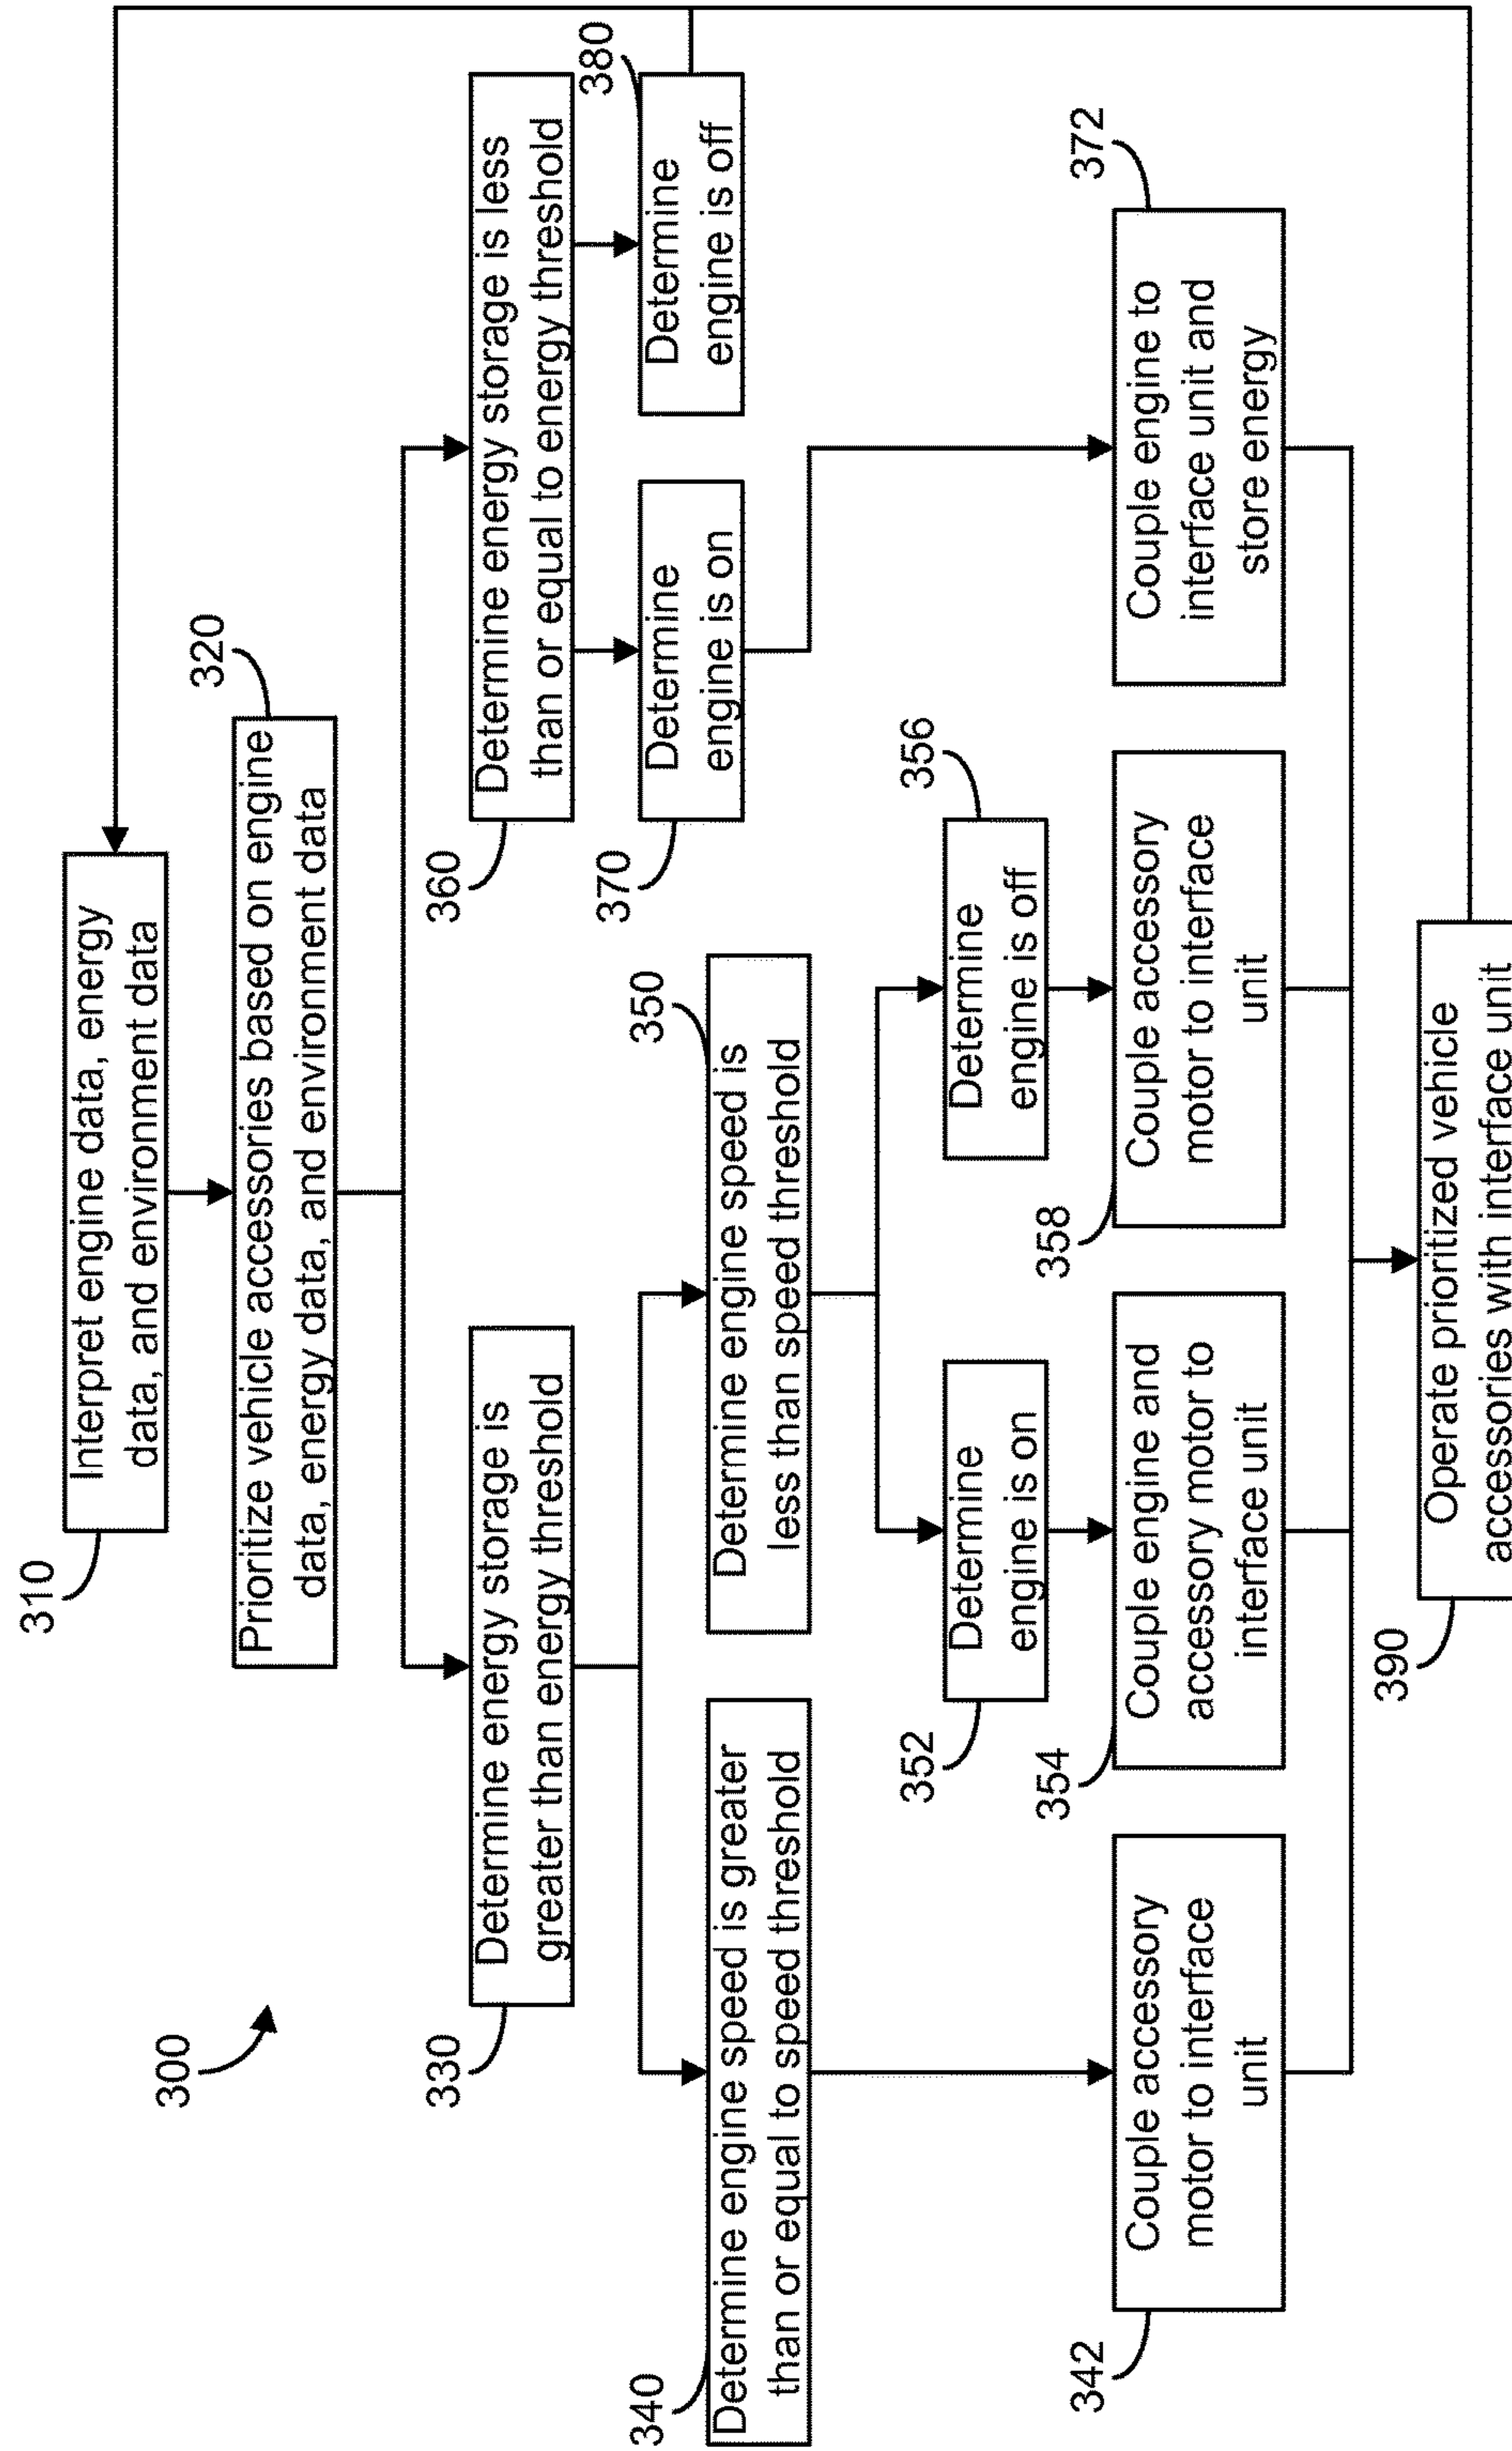 300
310
Interpret engine data, energy
data, and environment data
320
Prioritize vehicle accessories based on engine
data, energy data, and environment data
330
Determine energy storage is
greater than energy threshold
360
Determine energy storage is less
than or equal to energy threshold
340
Determine engine speed is greater
than or equal to speed threshold
350
Determine engine speed is
less than speed threshold
370
Determine
engine is on
380
Determine
engine is off
352
Determine
engine is on
356
Determine
engine is off
342
Couple accessory
motor to interface
unit
354
Couple engine and
accessory motor to
interface unit
358
Couple accessory
motor to interface
unit
372
Couple engine to
interface unit and
store energy
390
Operate prioritized vehicle
accessories with interface unit